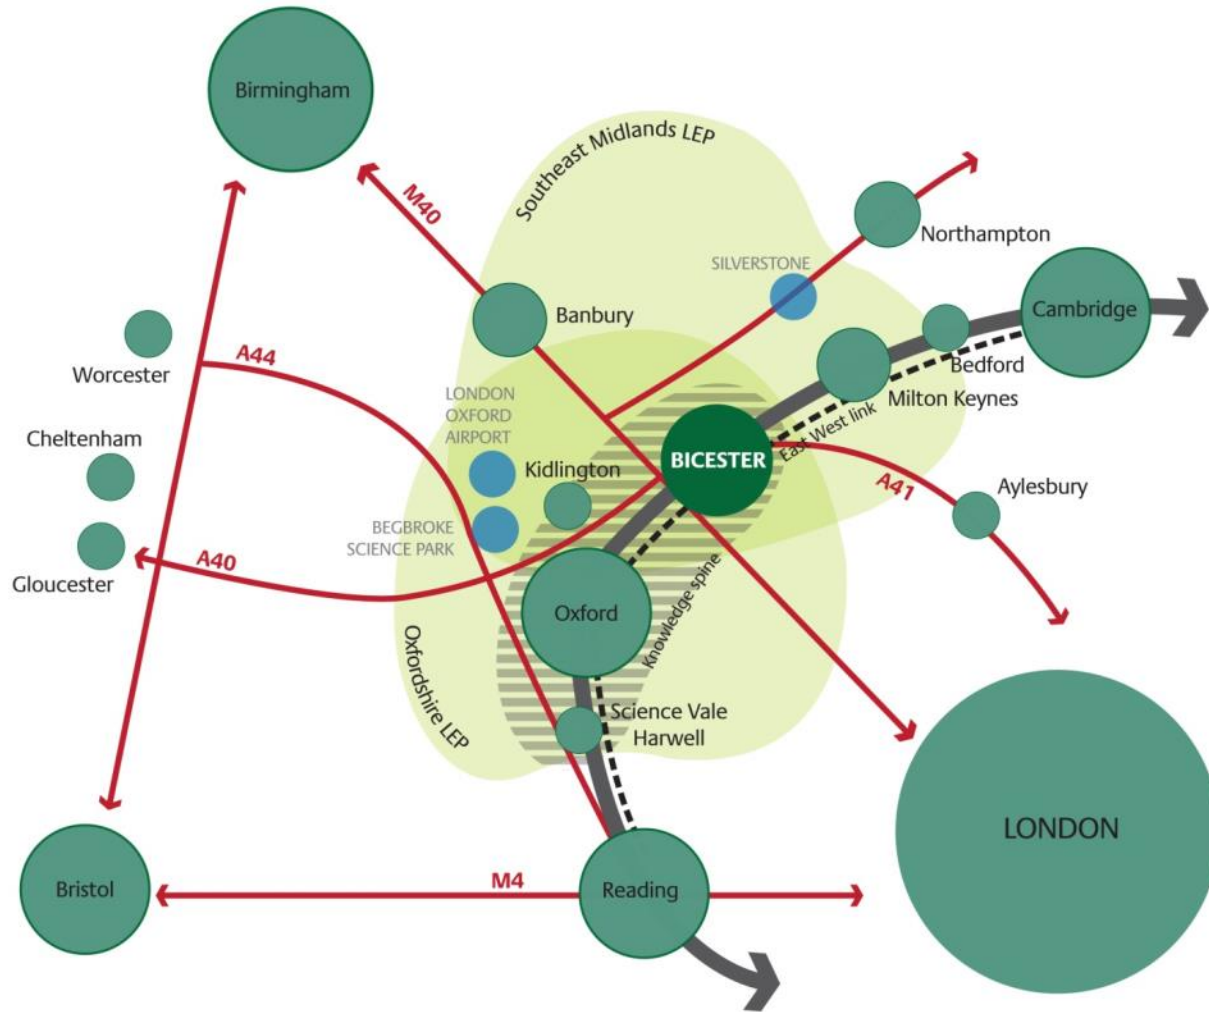 Birmingham
Southeast Midlands LEP
M40
Northampton
SILVERSTONE
Cambridge
Banbury
Bedford
Worcester
A44
Milton Keynes
LONDON
OXFORD
AIRPORT
East West link
Cheltenham
Kidlington
BICESTER
A41
Aylesbury
BEGBROKE
SCIENCE PARK
A40
Gloucester
Oxford
Knowledge spine
Oxfordshire LEP
Science Vale
Harwell
LONDON
M4
Bristol
Reading